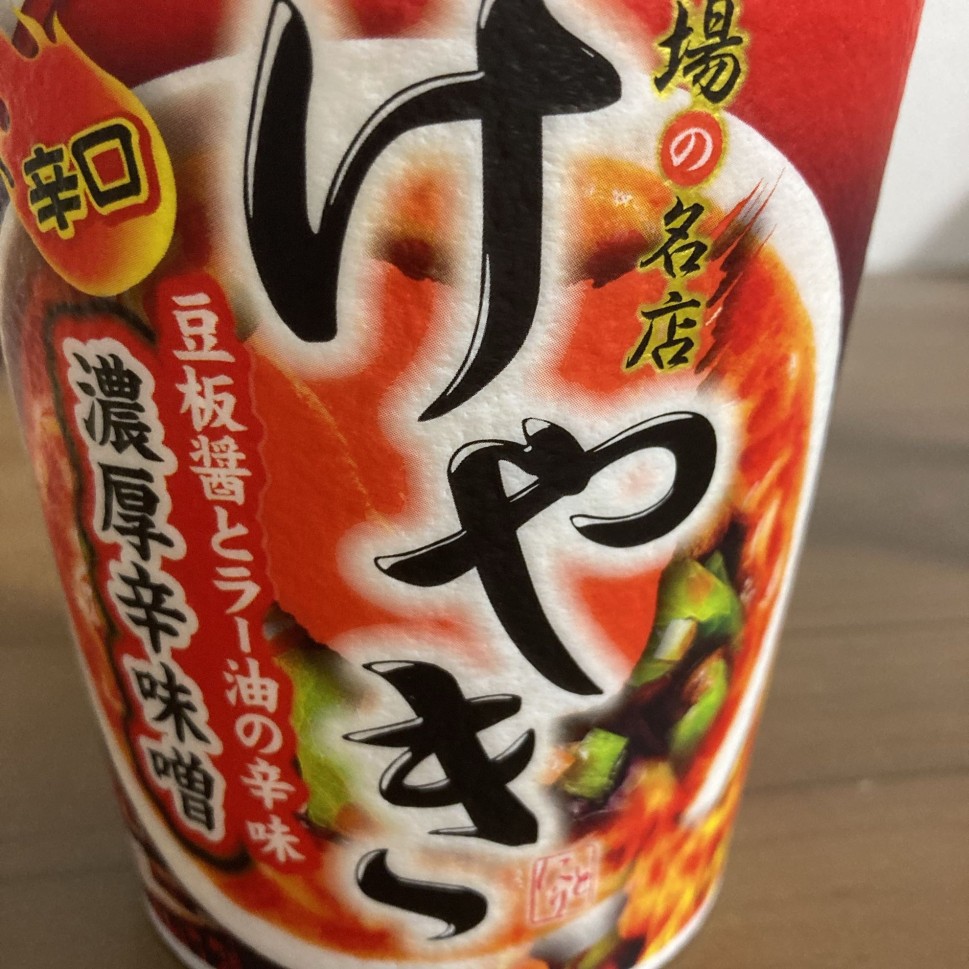 場の名店
けやき
辛口
豆板醤とラー油の辛味
濃厚辛味噌